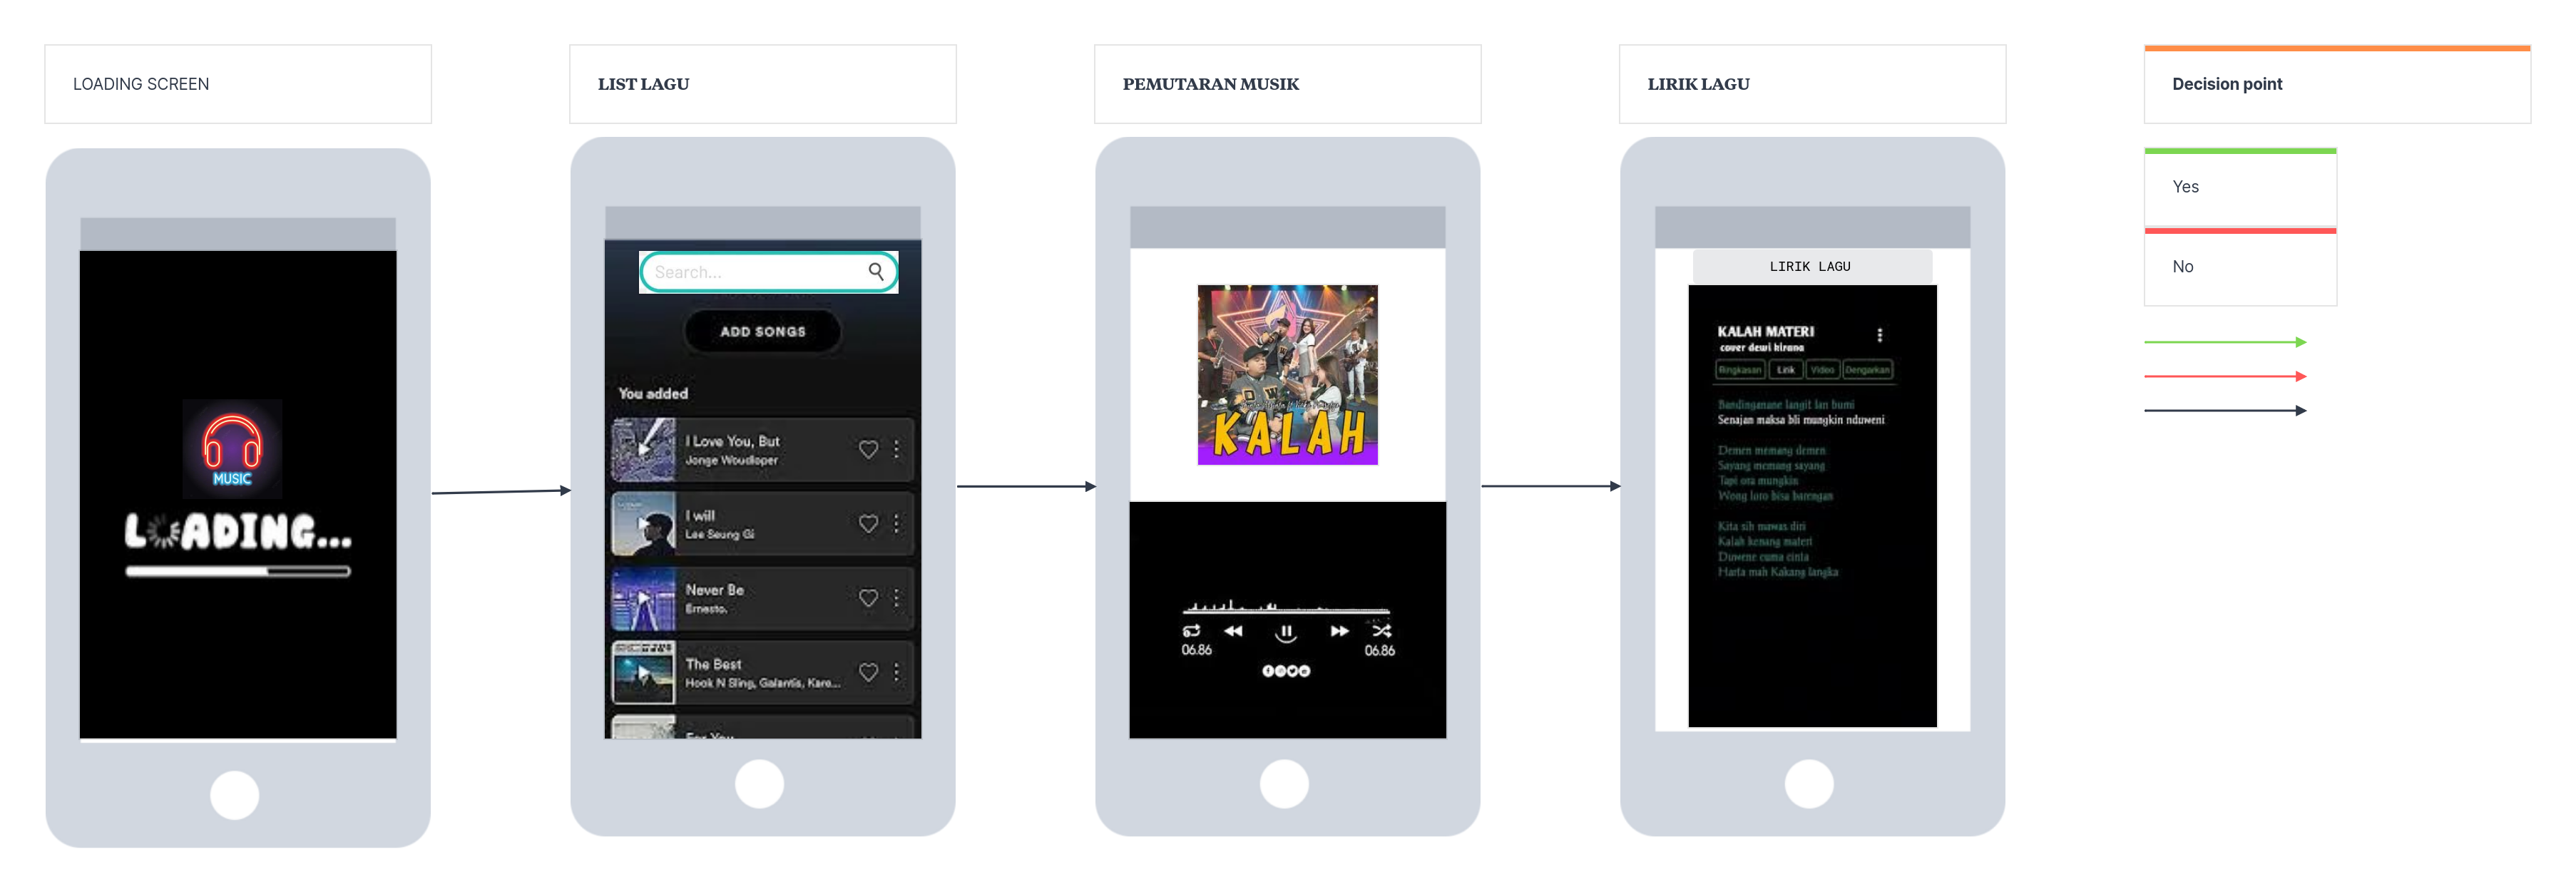 LOADING SCREEN
MUSIC
LOADING...
LIST LAGU
Search...
ADD SONGS
You added
I Love You, But
Jonge Woudloper
I will
Lee Seung Gi
Never Be
Ernesto.
The Best
Hook N Sling, Galantis, Kare...
For You
PEMUTARAN MUSIK
KALAH
06.86
06.86
LIRIK LAGU
LIRIK LAGU
KALAH MATERI
cover dewi kirana
Ringkasan Lirik Video Dengarkan
Bandinganane langit lan bumi
Senajan maksa bli mungkin nduweni
Demen memang demen
Sayang memang sayang
Tapi ora mungkin
Wong loro bisa barengan
Kita sih mawas diri
Kalah kenang materi
Duwene cuma cinta
Harta mah Kakang langka
Decision point
Yes
No